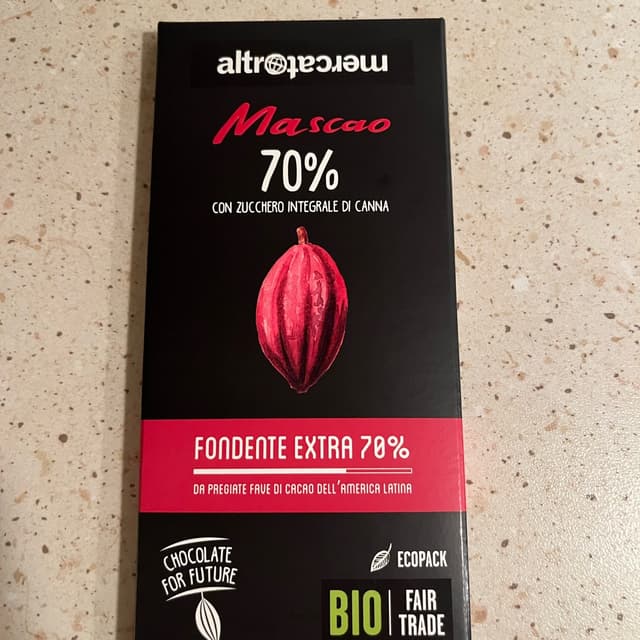 altromercato
Mascao
70%
CON ZUCCHERO INTEGRALE DI CANNA
FONDENTE EXTRA 70%
DA PREGIATE FAVE DI CACAO DELL'AMERICA LATINA
CHOCOLATE
FOR FUTURE
ECOPACK
BIO
FAIR
TRADE